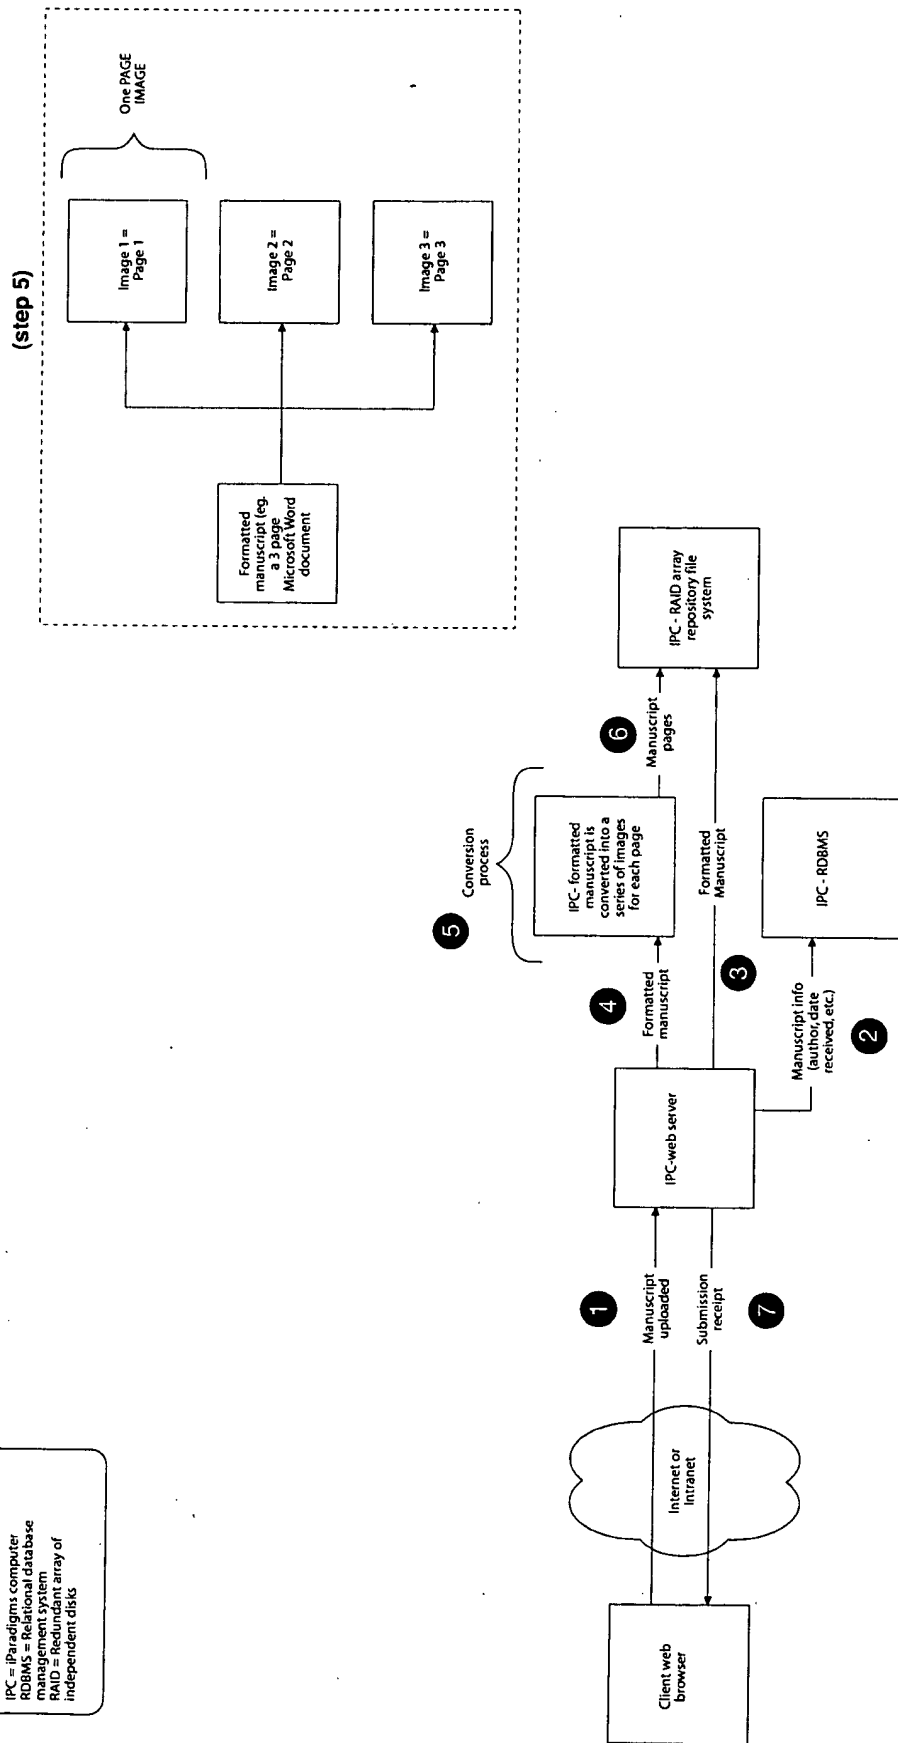 IPC = iParadigms computer
RDBMS = Relational database
management system
RAID = Redundant array of
independent disks
(step 5)
Formatted
manuscript (eg.
a 3 page
Microsoft Word
document
Image 1 =
Page 1
Image 2 =
Page 2
Image 3 =
Page 3
One PAGE
IMAGE
Client web
browser
Internet or
Intranet
1
Manuscript
uploaded
Submission
receipt
7
IPC-web server
4
Formatted
manuscript
3
Formatted
Manuscript
Manuscript info
(author, date
received, etc.)
2
5
Conversion
process
IPC- formatted
manuscript is
converted into a
series of images
for each page
IPC - RDBMS
6
Manuscript
pages
IPC - RAID array
repository file
system